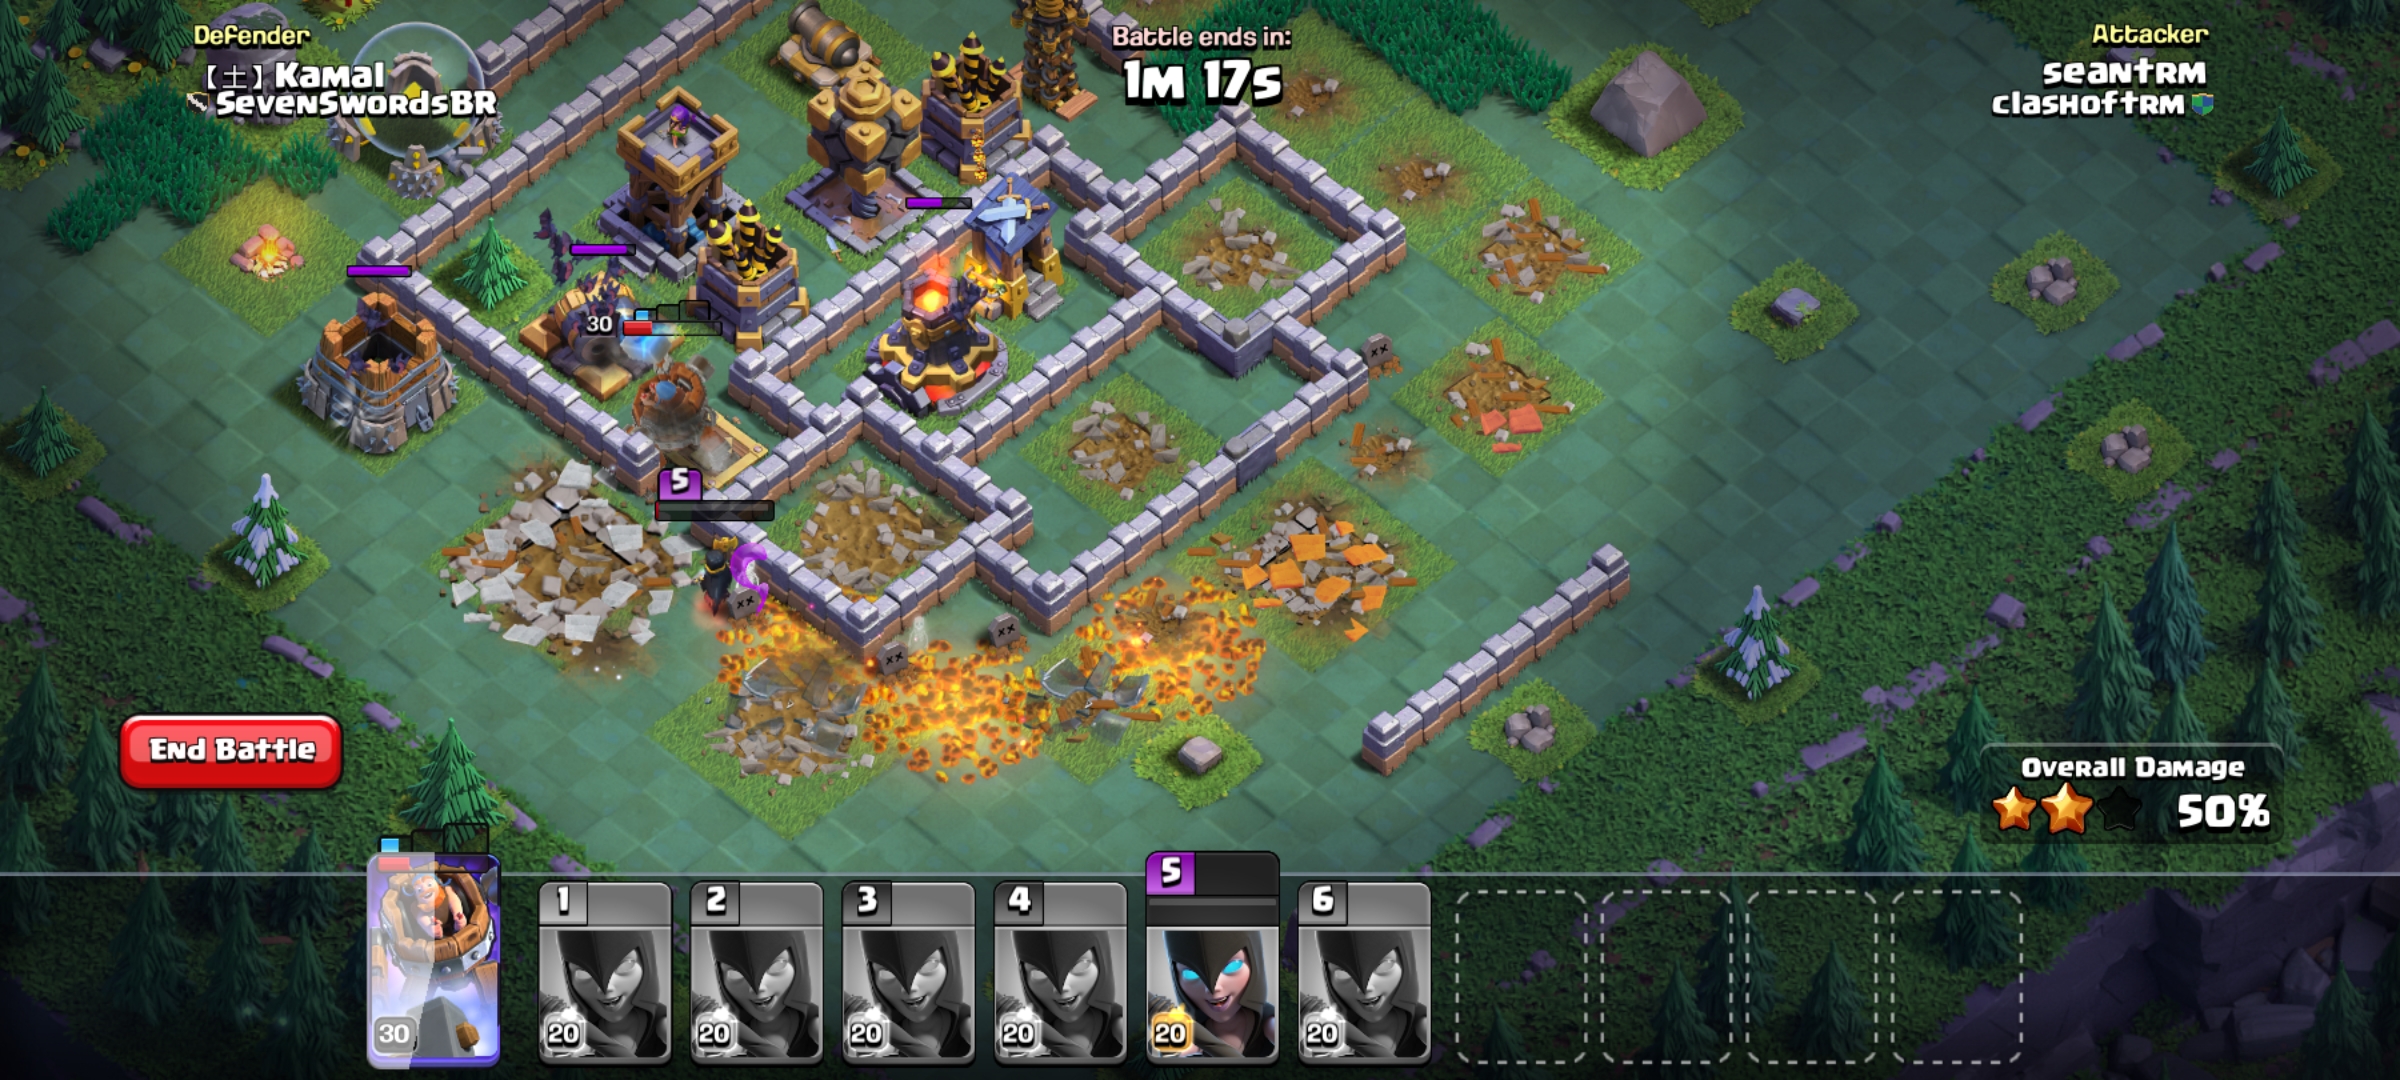 Defender
【土】Kamal
SevenSwordsBR
Battle ends in:
1M 17s
Attacker
seantRM
clashoftRM
30
5
End Battle
Overall Damage
50%
30
1
20
2
20
3
20
4
20
5
20
6
20